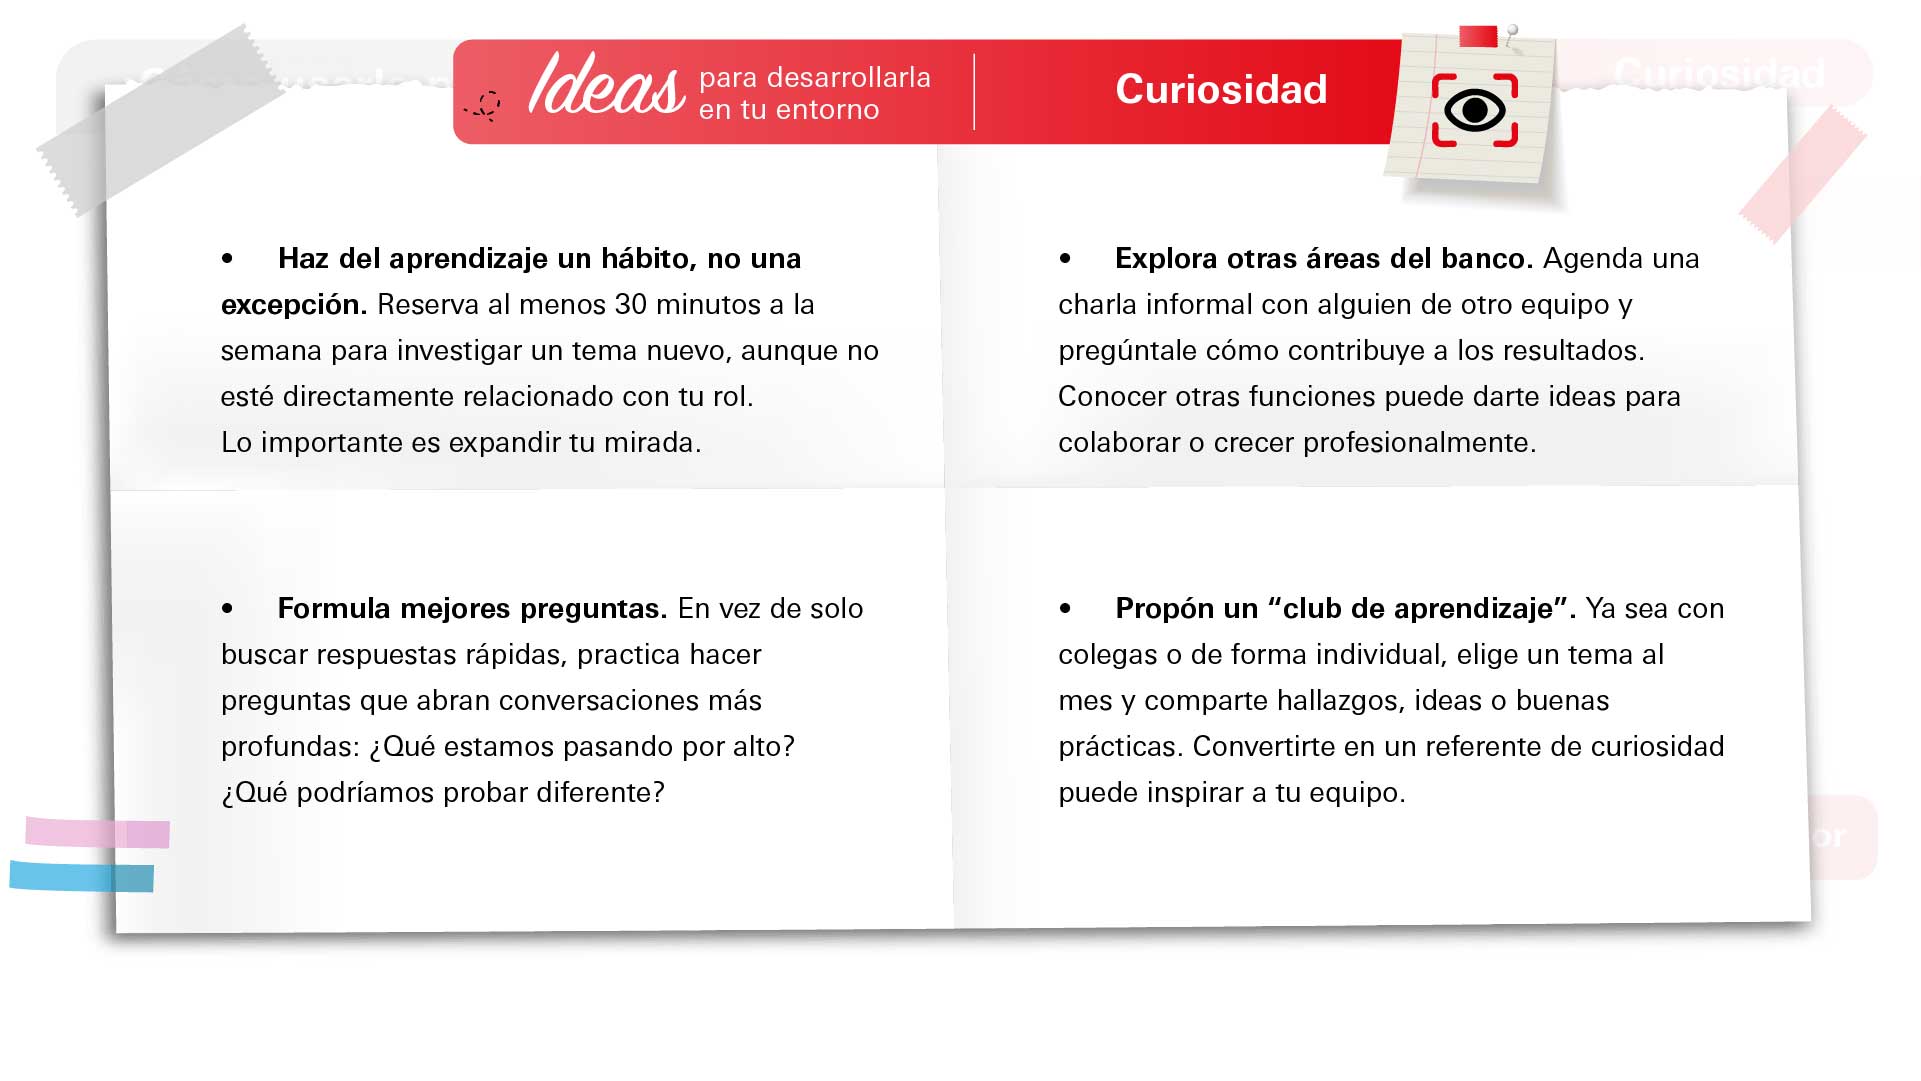 Ideas para desarrollarla
en tu entorno
Curiosidad
Curiosidad
• Haz del aprendizaje un hábito, no una
excepción. Reserva al menos 30 minutos a la
semana para investigar un tema nuevo, aunque no
esté directamente relacionado con tu rol.
Lo importante es expandir tu mirada.
• Explora otras áreas del banco. Agenda una
charla informal con alguien de otro equipo y
pregúntale cómo contribuye a los resultados.
Conocer otras funciones puede darte ideas para
colaborar o crecer profesionalmente.
• Formula mejores preguntas. En vez de solo
buscar respuestas rápidas, practica hacer
preguntas que abran conversaciones más
profundas: ¿Qué estamos pasando por alto?
¿Qué podríamos probar diferente?
• Propón un “club de aprendizaje”. Ya sea con
colegas o de forma individual, elige un tema al
mes y comparte hallazgos, ideas o buenas
prácticas. Convertirte en un referente de curiosidad
puede inspirar a tu equipo.